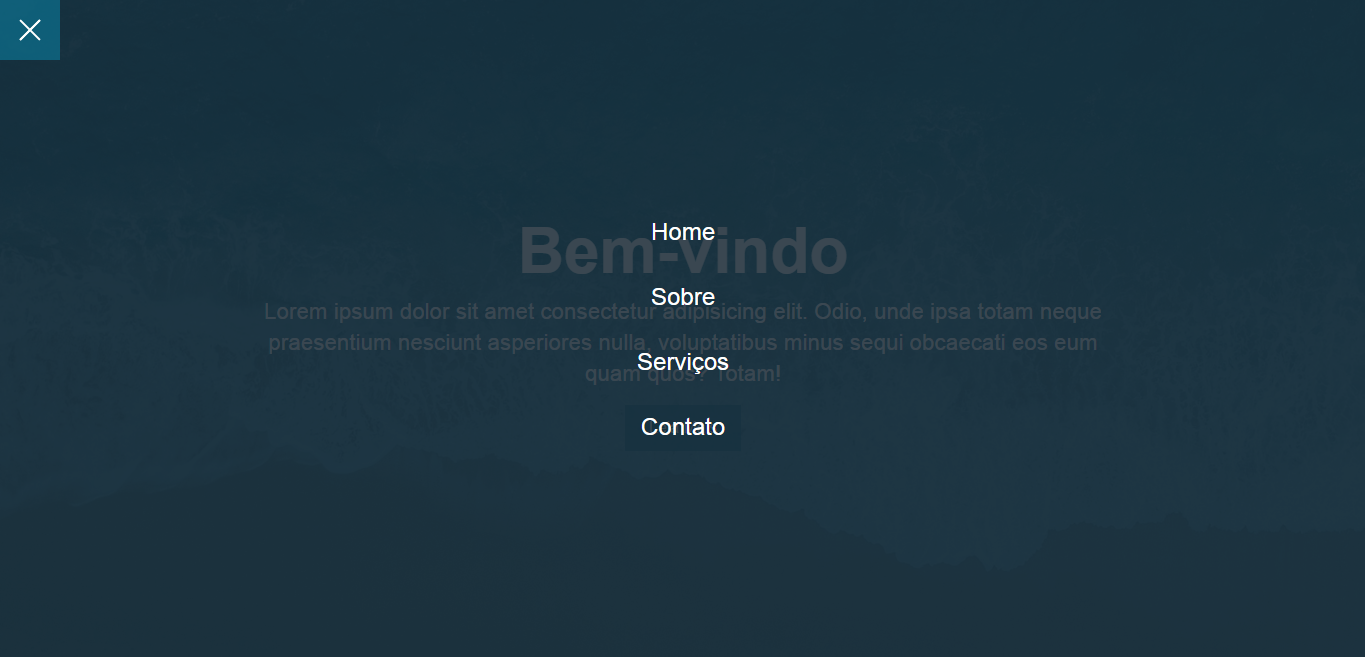 Home
Bem-vindo
Sobre
Lorem ipsum dolor sit amet consectetur adipisicing elit. Odio, unde ipsa totam neque
praesentium nesciunt asperiores nulla, voluptatibus minus sequi obcaecati eos eum
Serviços
quam quos? Totam!
Contato